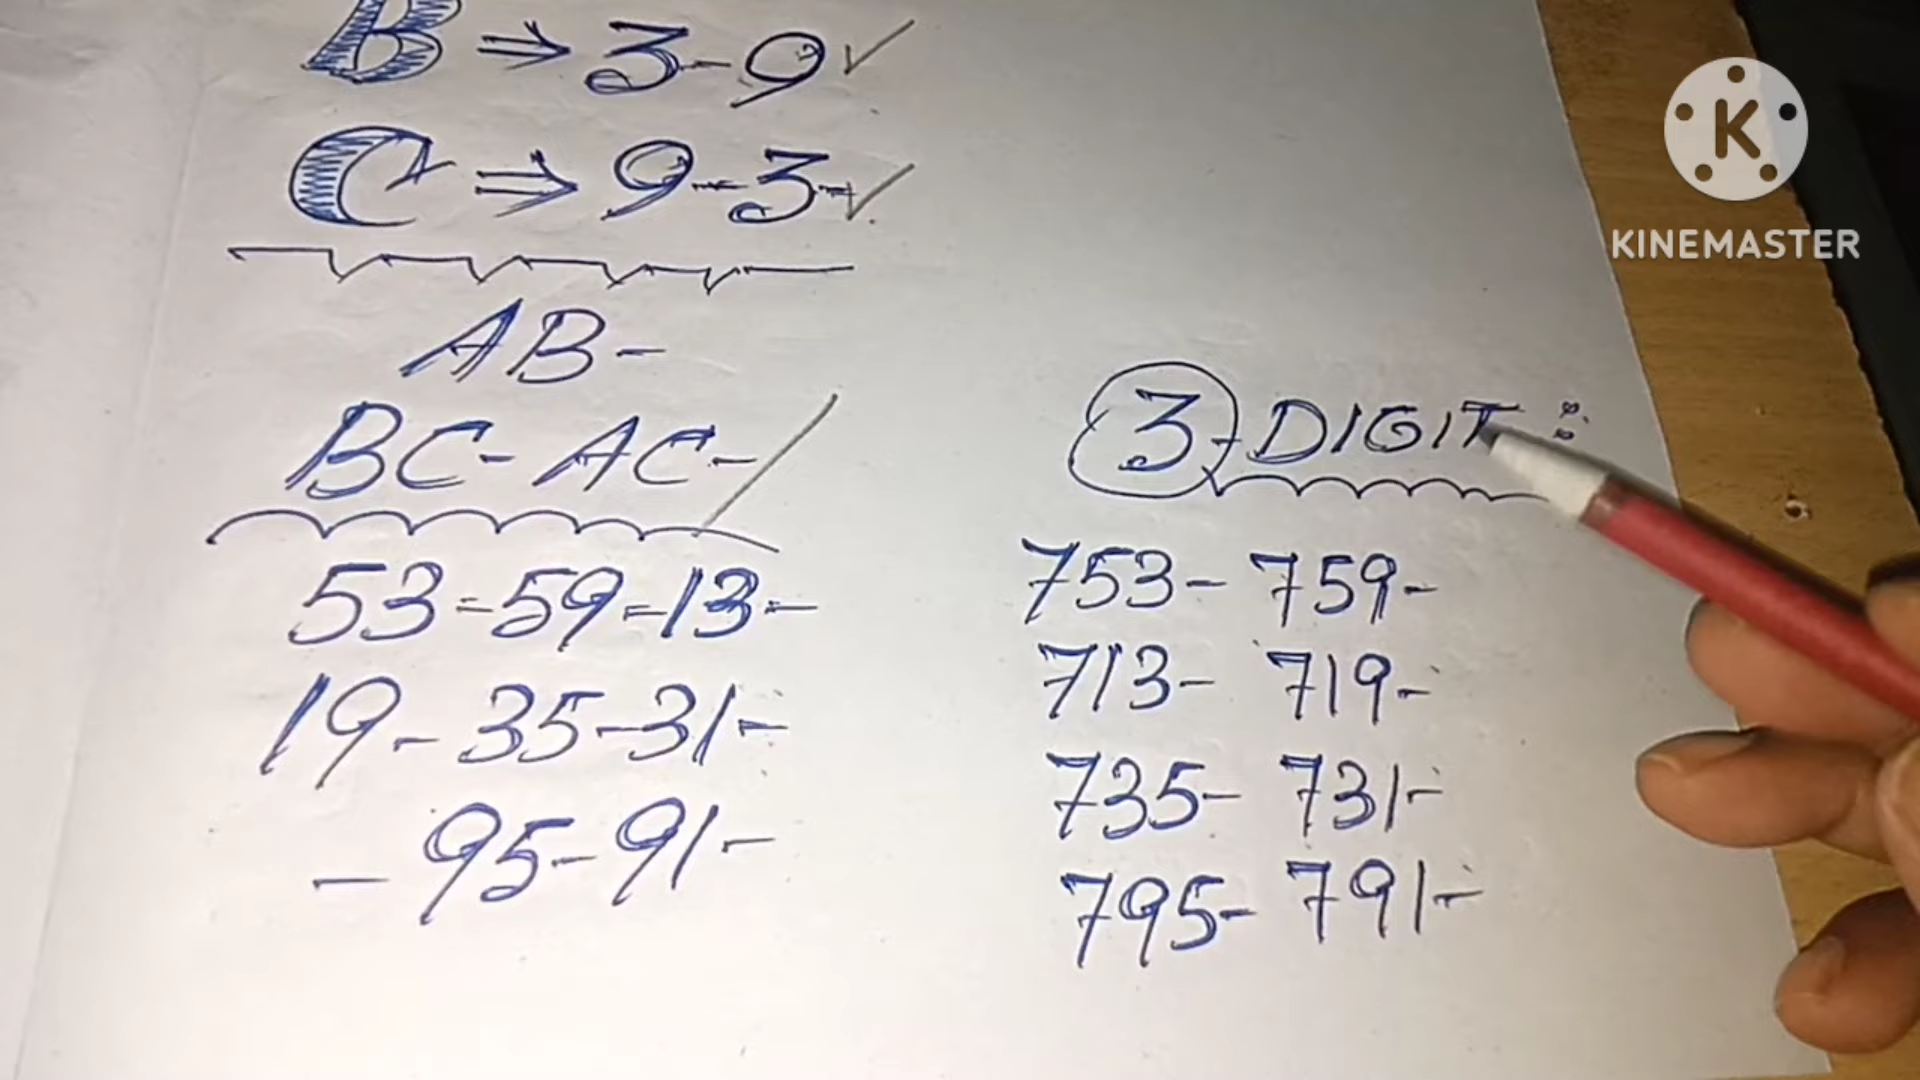 B ⇒ 3-9✓
C ⇒ 9-3-✓
AB-
BC- AC-/
53=59=13-
19- 35-31-
- 95-91-
3-DIGIT:
753- 759-
713- 719-
735- 731-
795- 791-
K
KINEMASTER